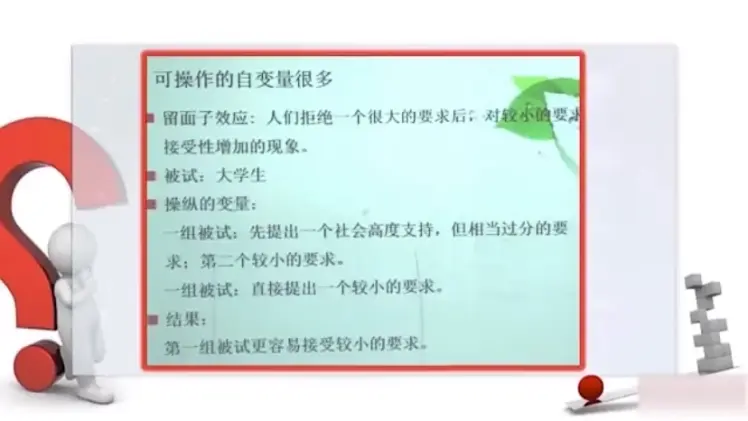 可操作的自变量很多
留面子效应：人们拒绝一个很大的要求后，对较小的要求
接受性增加的现象。
被试：大学生
操纵的变量：
一组被试：先提出一个社会高度支持，但相当过分的要
求；第二个较小的要求。
一组被试：直接提出一个较小的要求。
结果：
第一组被试更容易接受较小的要求。